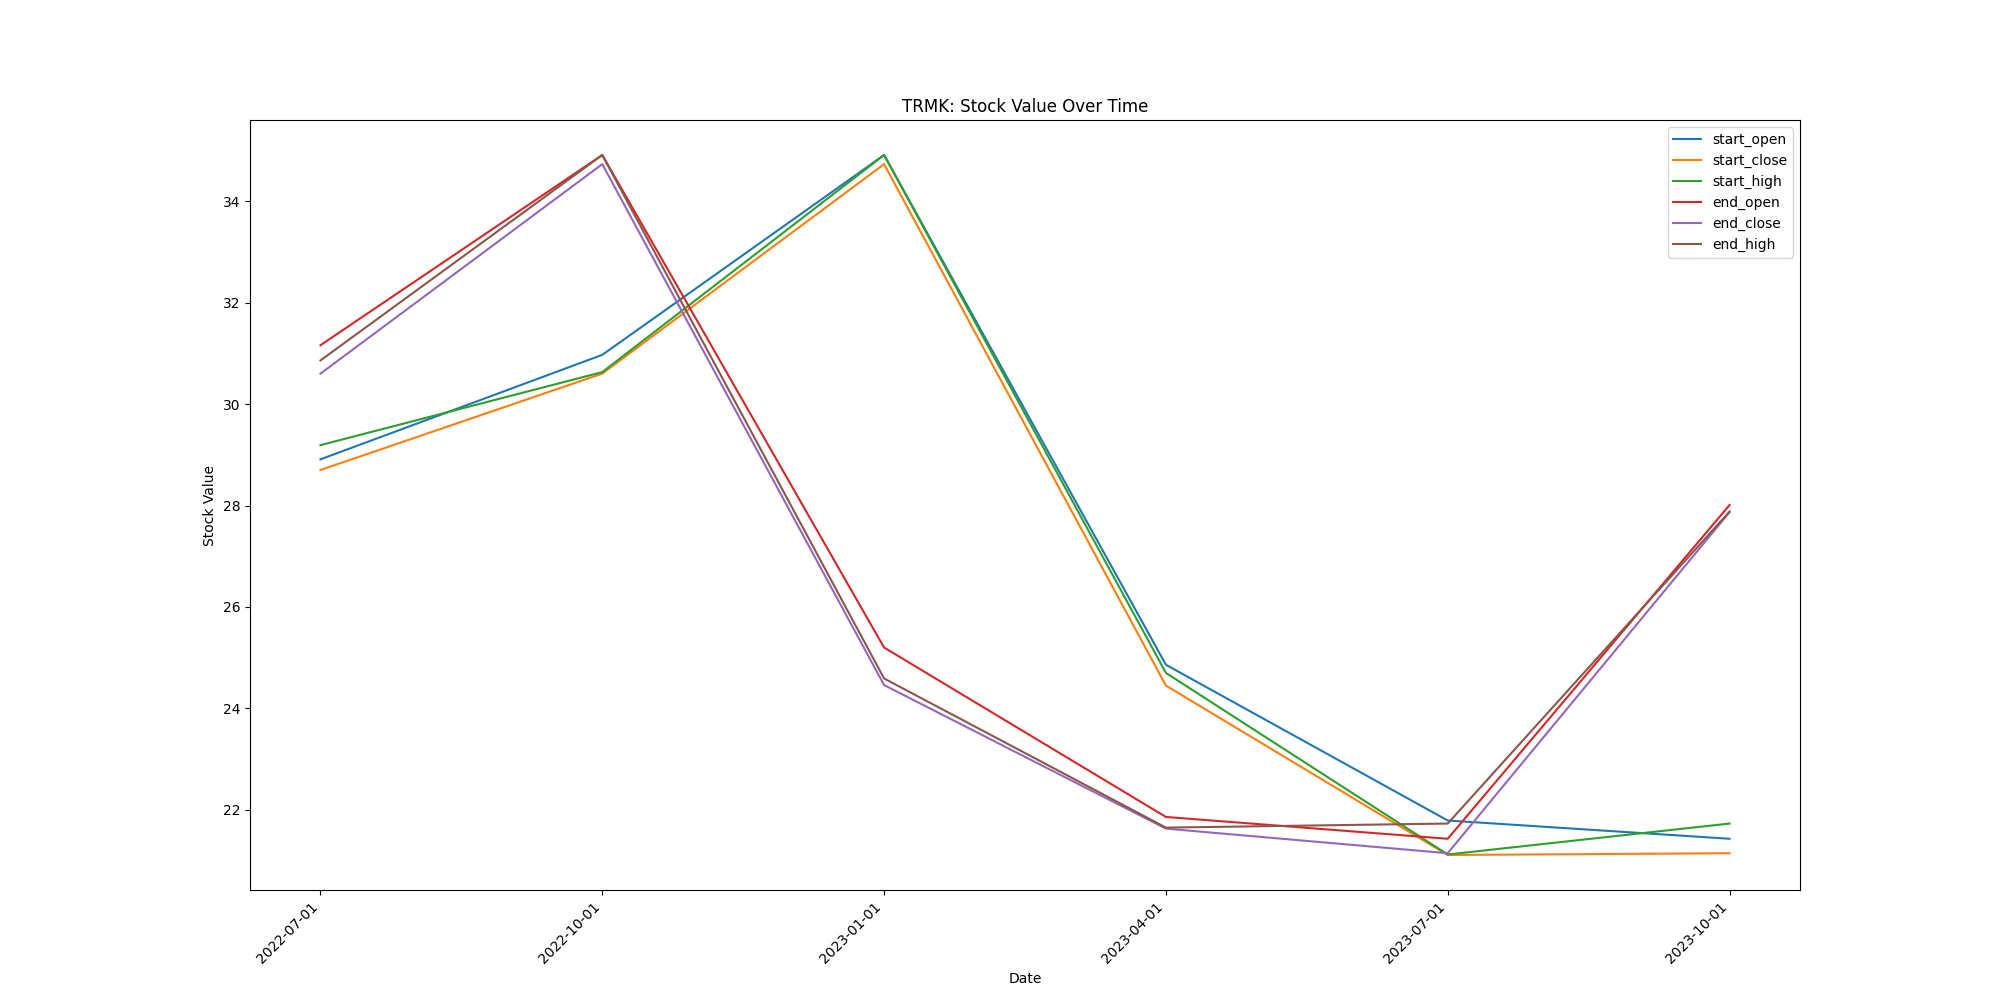 TRMK: Stock Value Over Time
start_open
start_close
start_high
end_open
end_close
end_high
Stock Value
34
32
30
28
26
24
22
2022-07-01
2022-10-01
2023-01-01
2023-04-01
2023-07-01
2023-10-01
Date